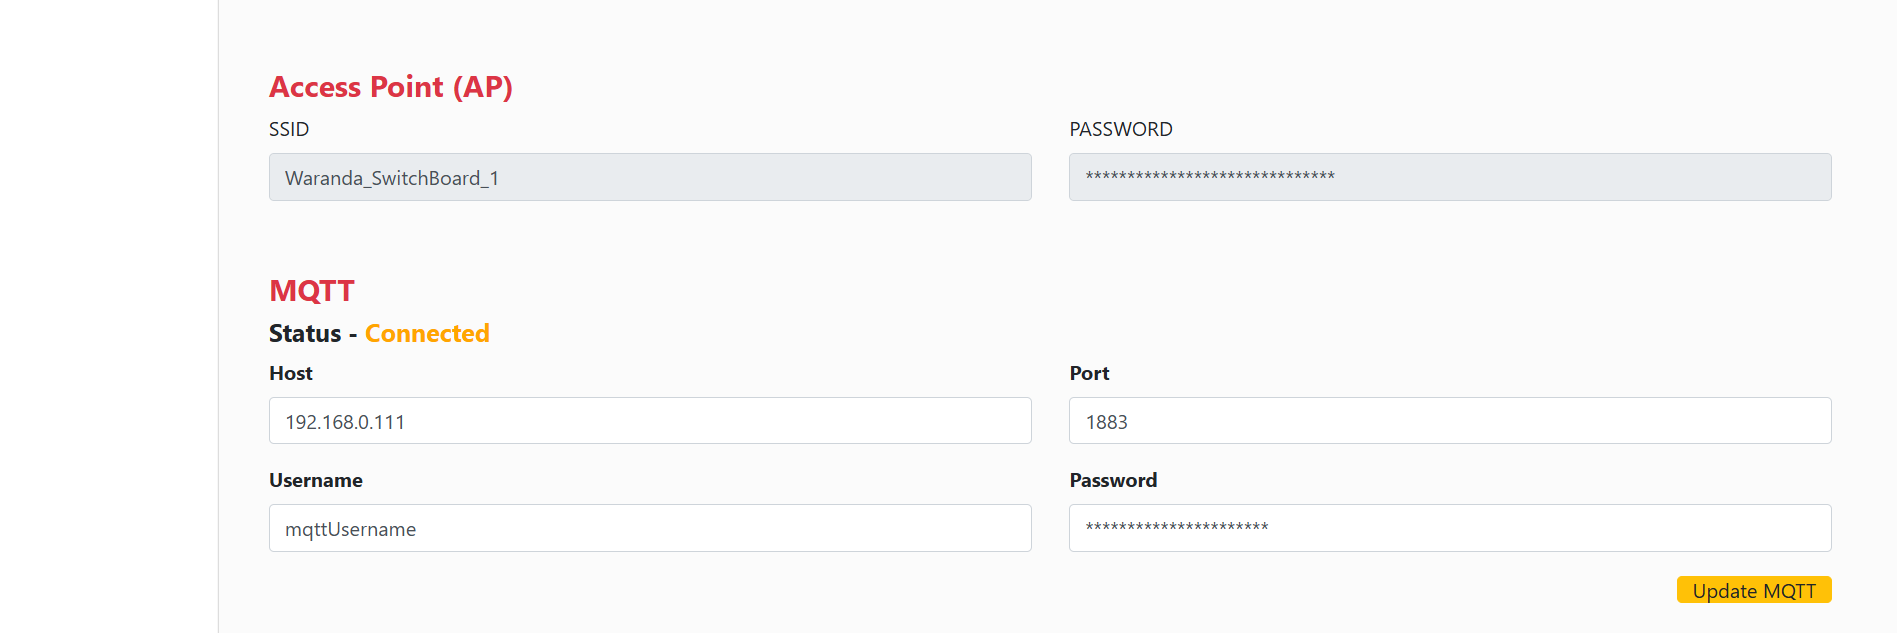 Access Point (AP)
SSID PASSWORD
Waranda_SwitchBoard_1 ******************************
MQTT
Status - Connected
Host Port
192.168.0.111 1883
Username Password
mqttUsername **********************
Update MQTT